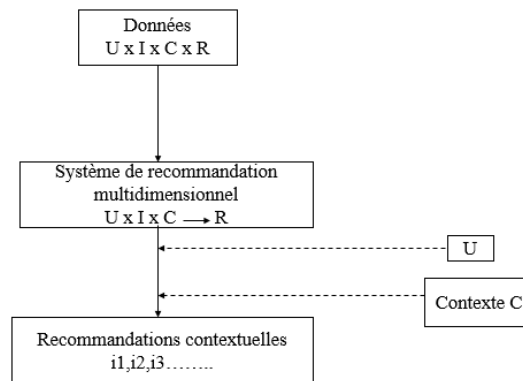 Données
U x I x C x R
Système de recommandation
multidimensionnel
U x I x C ⟶ R
U
Contexte C
Recommandations contextuelles
i1,i2,i3……..